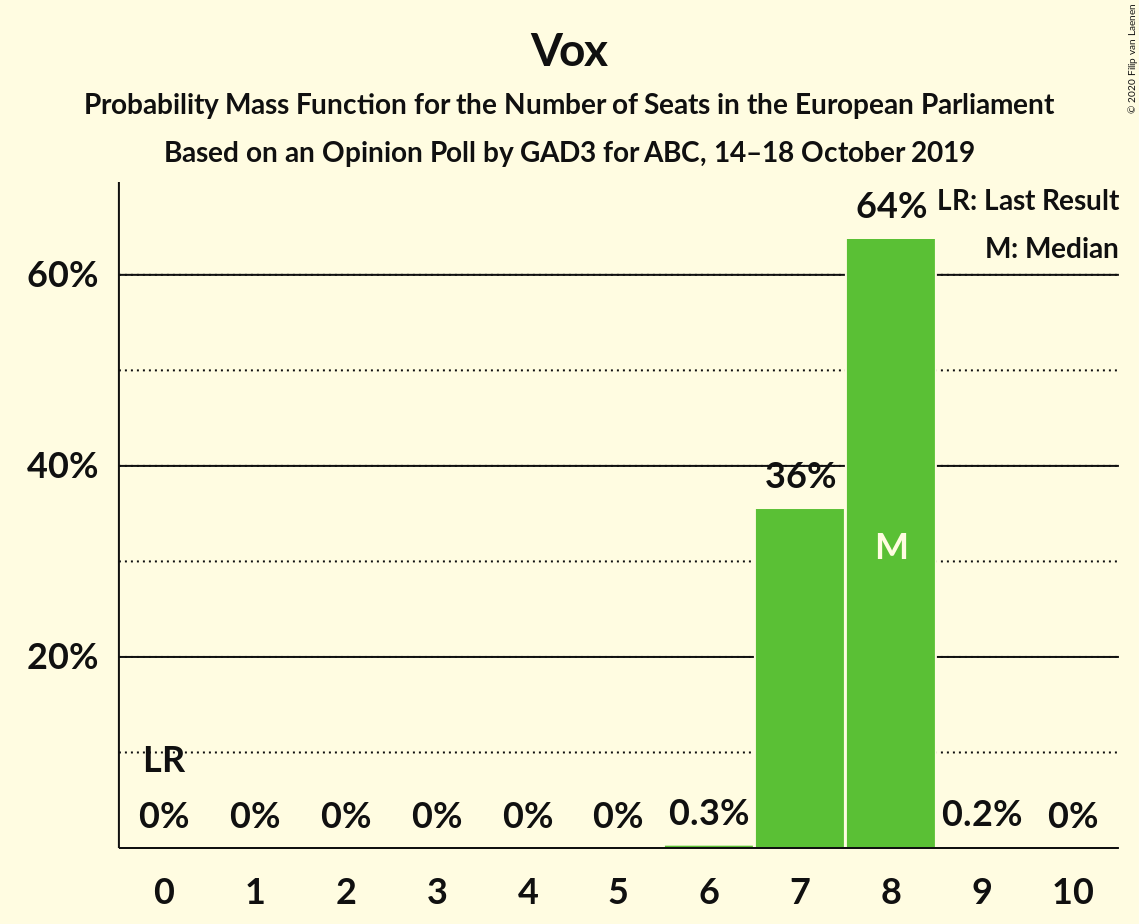 Vox
Probability Mass Function for the Number of Seats in the European Parliament
Based on an Opinion Poll by GAD3 for ABC, 14–18 October 2019
© 2020 Filip van Laenen
LR: Last Result
M: Median
64%
60%
40%
36%
M
20%
LR
0% 0% 0% 0% 0% 0% 0.3% 0.2% 0%
0 1 2 3 4 5 6 7 8 9 10